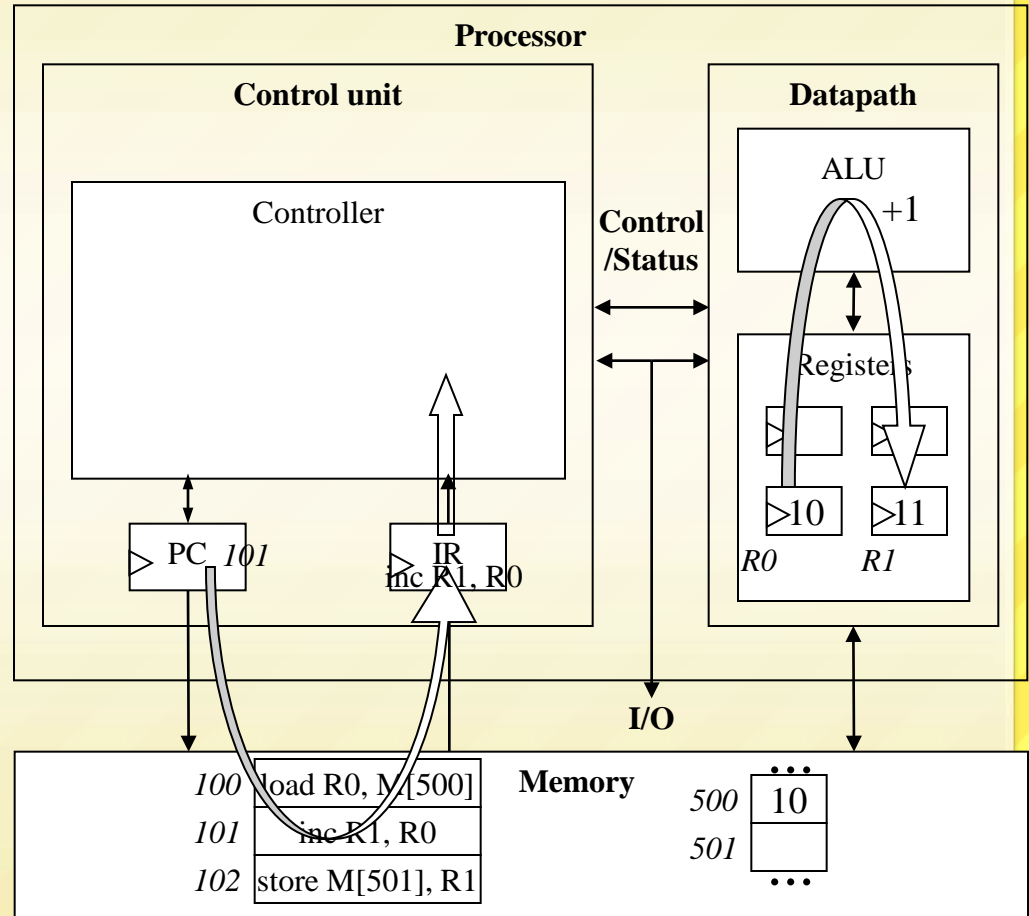 Processor
Control unit
Controller
PC 101
IR
inc R1, R0
Control
/Status
I/O
Datapath
ALU
+1
Registers
10
11
R0
R1
Memory
100 load R0, M[500]
101 inc R1, R0
102 store M[501], R1
•••
500 10
501
•••